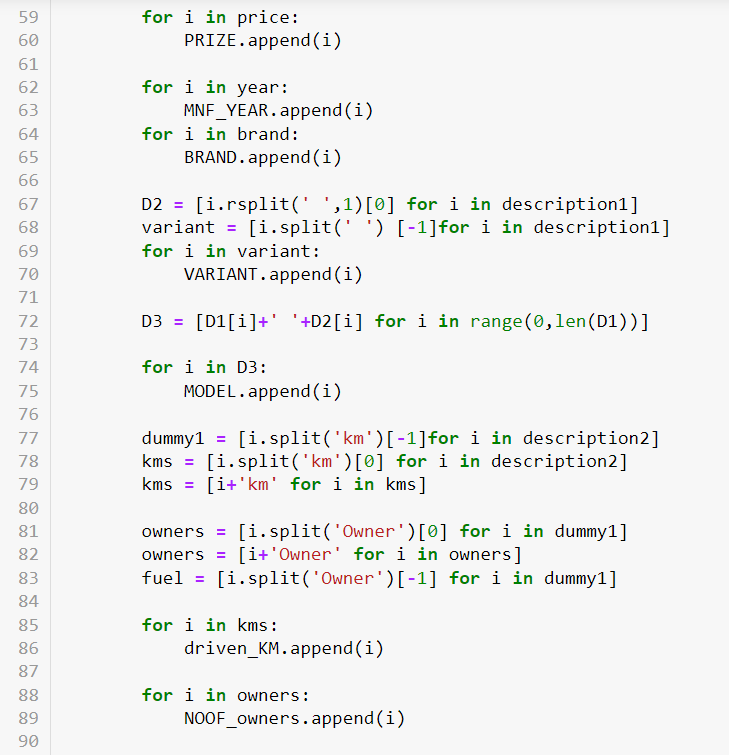 59 for i in price:
60 PRIZE.append(i)
61
62 for i in year:
63 MNF_YEAR.append(i)
64 for i in brand:
65 BRAND.append(i)
66
67 D2 = [i.rsplit(' ',1)[0] for i in description1]
68 variant = [i.split(' ') [-1]for i in description1]
69 for i in variant:
70 VARIANT.append(i)
71
72 D3 = [D1[i]+' '+D2[i] for i in range(0,len(D1))]
73
74 for i in D3:
75 MODEL.append(i)
76
77 dummy1 = [i.split('km')[-1]for i in description2]
78 kms = [i.split('km')[0] for i in description2]
79 kms = [i+'km' for i in kms]
80
81 owners = [i.split('Owner')[0] for i in dummy1]
82 owners = [i+'Owner' for i in owners]
83 fuel = [i.split('Owner')[-1] for i in dummy1]
84
85 for i in kms:
86 driven_KM.append(i)
87
88 for i in owners:
89 NOOF_owners.append(i)
90